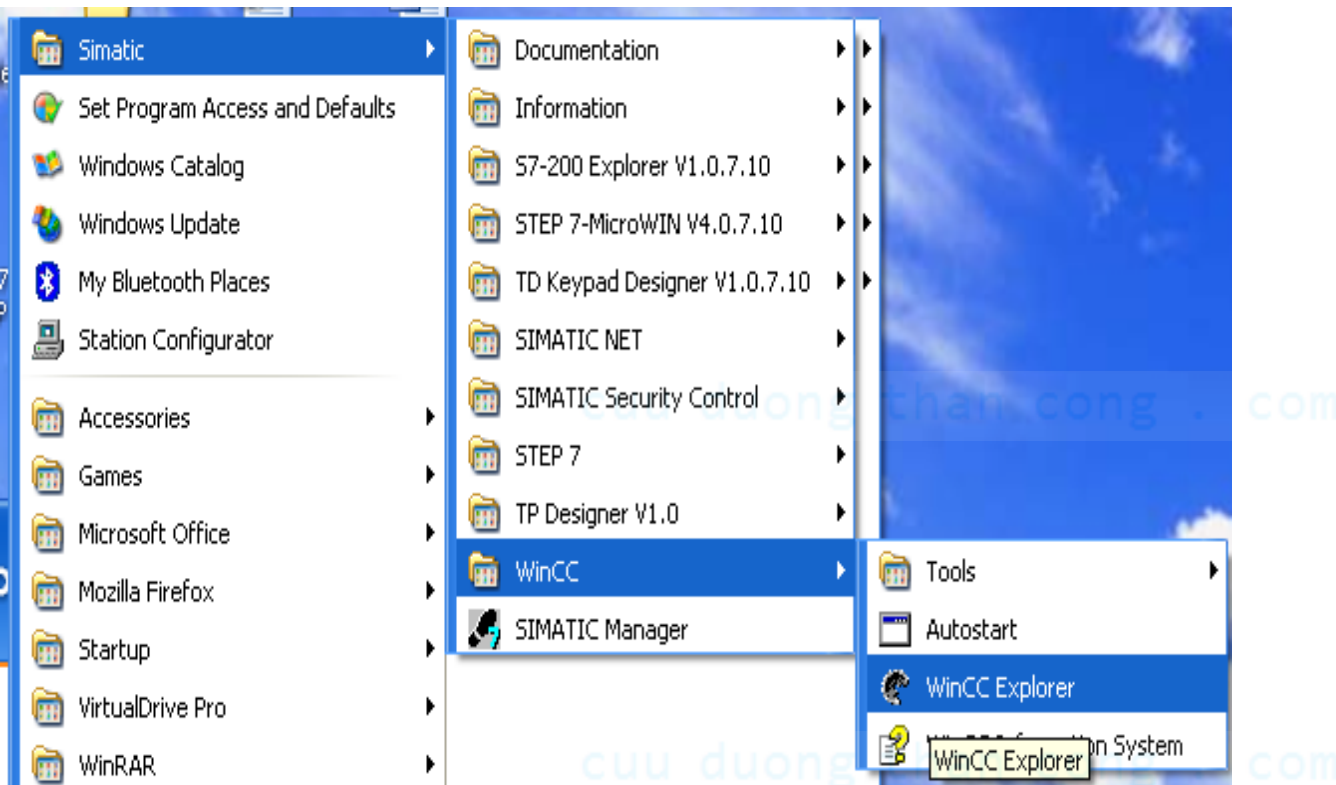 Simatic
Set Program Access and Defaults
Windows Catalog
Windows Update
My Bluetooth Places
Station Configurator
Accessories
Games
Microsoft Office
Mozilla Firefox
Startup
VirtualDrive Pro
WinRAR
Documentation
Information
S7-200 Explorer V1.0.7.10
STEP 7-MicroWIN V4.0.7.10
TD Keypad Designer V1.0.7.10
SIMATIC NET
SIMATIC Security Control
STEP 7
TP Designer V1.0
WinCC
SIMATIC Manager
Tools
Autostart
WinCC Explorer
System
WinCC Explorer
cuu duong than cong . com
cuu duong . com